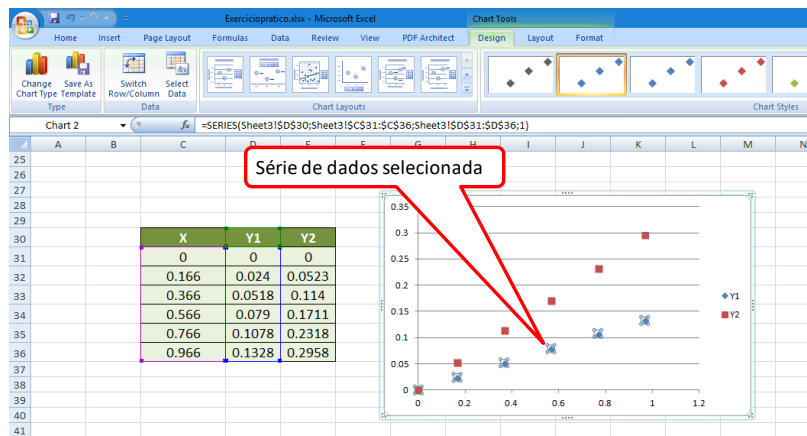 Exerciciopratico.xlsx - Microsoft Excel
Chart Tools
Home Insert Page Layout Formulas Data Review View PDF Architect Design Layout Format
Change Chart Type
Save As Template
Switch Row/Column
Select Data
Type Data Chart Layouts Chart Styles
Chart 2 fx =SERIES(Sheet3!$D$30;Sheet3!$C$31:$C$36;Sheet3!$D$31:$D$36;1)
A B C D E F G H I J K L M N
25
26
27
28
29
30
31
32
33
34
35
36
37
38
39
40
41
Série de dados selecionada
X Y1 Y2
0 0 0
0.166 0.024 0.0523
0.366 0.0518 0.114
0.566 0.079 0.1711
0.766 0.1078 0.2318
0.966 0.1328 0.2958
0.35
0.3
0.25
0.2
0.15
0.1
0.05
0
0 0.2 0.4 0.6 0.8 1 1.2
Y1
Y2